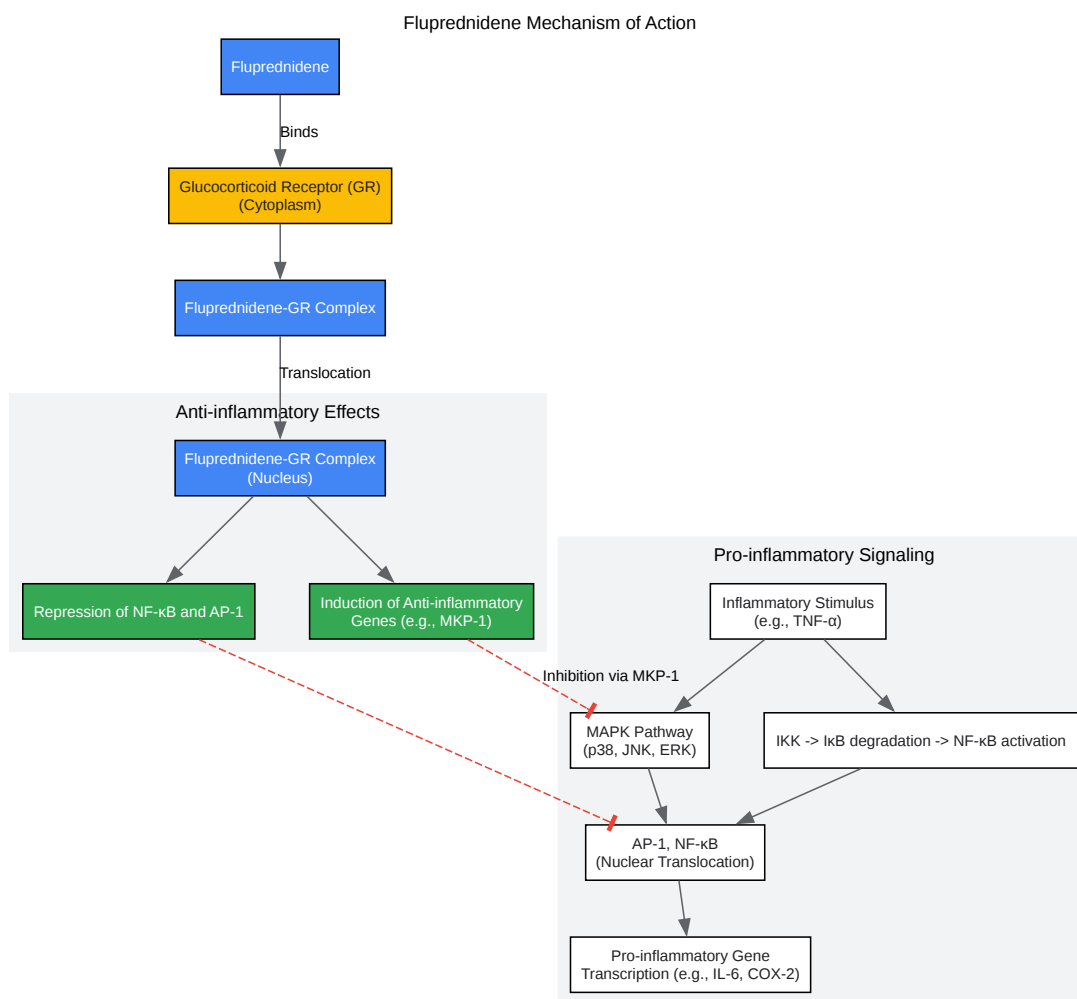 Fluprednidene Mechanism of Action
Fluprednidene
Binds
Glucocorticoid Receptor (GR)
(Cytoplasm)
Fluprednidene-GR Complex
Translocation
Anti-inflammatory Effects
Fluprednidene-GR Complex
(Nucleus)
Repression of NF-κB and AP-1
Induction of Anti-inflammatory
Genes (e.g., MKP-1)
Inhibition via MKP-1
Pro-inflammatory Signaling
Inflammatory Stimulus
(e.g., TNF-α)
MAPK Pathway
(p38, JNK, ERK)
IKK -> IκB degradation -> NF-κB activation
AP-1, NF-κB
(Nuclear Translocation)
Pro-inflammatory Gene
Transcription (e.g., IL-6, COX-2)